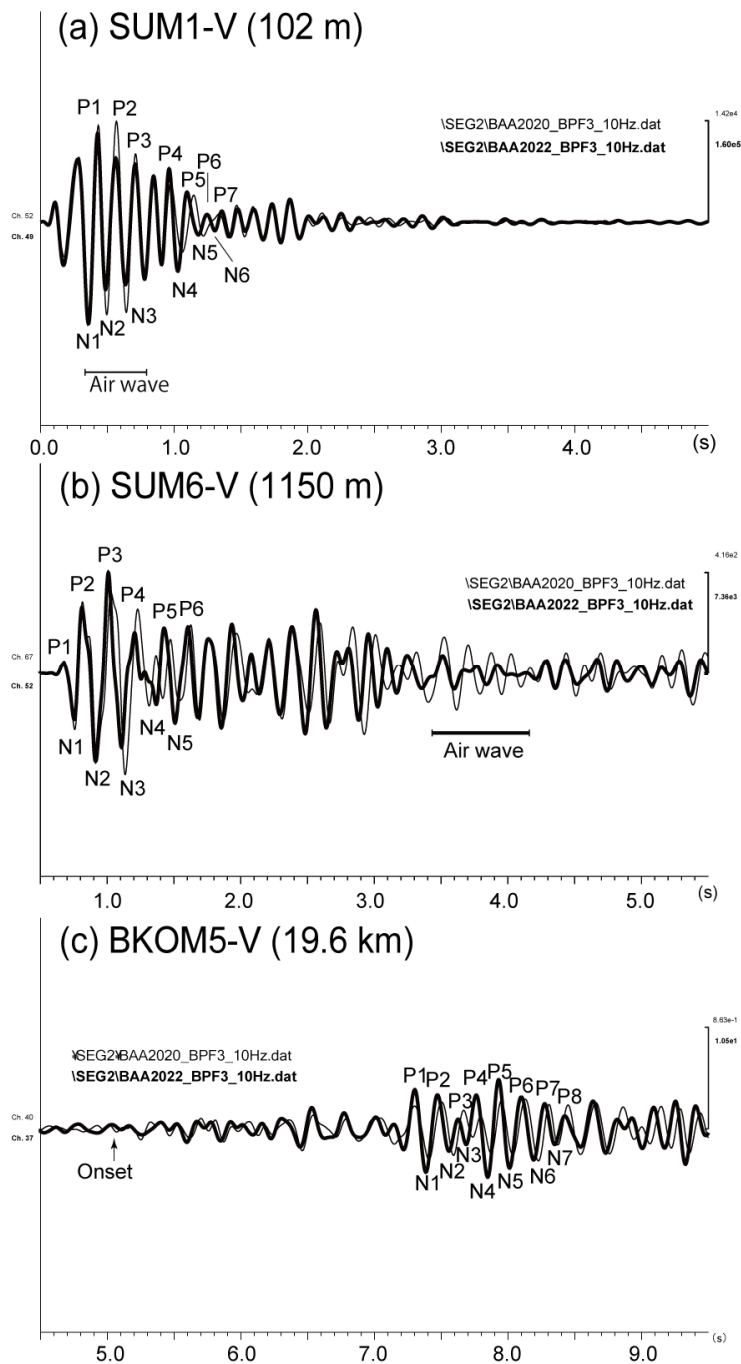 (a) SUM1-V (102 m)
P1
P2
P3
P4
P5
P6
P7
\SEG2\BAA2020_BPF3_10Hz.dat
\SEG2\BAA2022_BPF3_10Hz.dat
1.42e4
1.60e5
Ch. 52
Ch. 49
N1
N2
N3
N4
N5
N6
Air wave
0.0 1.0 2.0 3.0 4.0 (s)
(b) SUM6-V (1150 m)
P1
P2
P3
P4
P5
P6
\SEG2\BAA2020_BPF3_10Hz.dat
\SEG2\BAA2022_BPF3_10Hz.dat
4.16e2
7.36e3
Ch. 67
Ch. 52
N1
N2
N3
N4
N5
Air wave
1.0 2.0 3.0 4.0 5.0 (s)
(c) BKOM5-V (19.6 km)
¥SEG2¥BAA2020_BPF3_10Hz.dat
\SEG2\BAA2022_BPF3_10Hz.dat
8.63e-1
1.05e1
P1
P2
P3
P4
P5
P6
P7
P8
Ch. 40
Ch. 37
Onset
N1
N2
N3
N4
N5
N6
N7
5.0 6.0 7.0 8.0 9.0 (s)